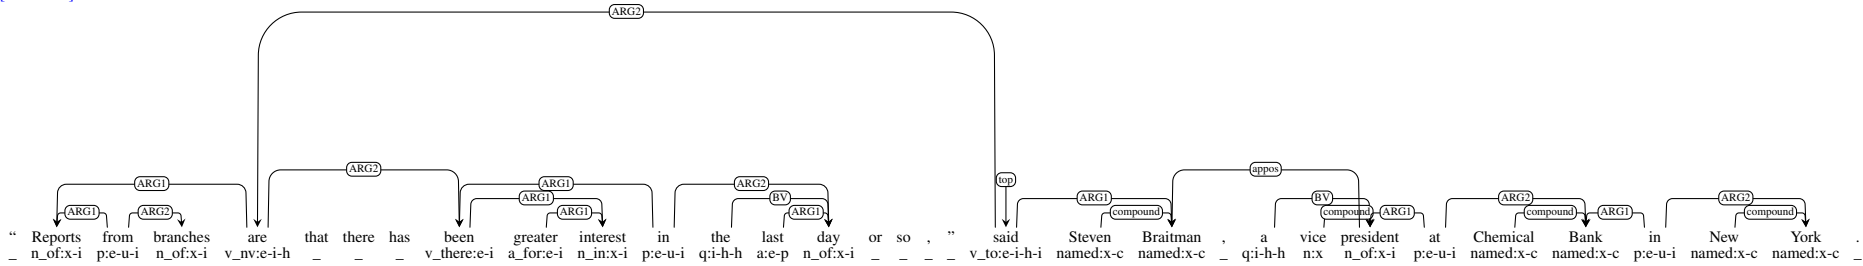 ARG2
ARG2 appos
ARG1 ARG1 ARG2 top ARG1 BV ARG2 ARG2
ARG1 BV
ARG1 ARG2 ARG1 ARG1 compound compound ARG1 compound ARG1 compound
“ Reports from branches are that there has been greater interest in the last day or so , ” said Steven Braitman , a vice president at Chemical Bank in New York .
_ n_of:x-i p:e-u-i n_of:x-i v_nv:e-i-h _ _ _ v_there:e-i a_for:e-i n_in:x-i p:e-u-i q:i-h-h a:e-p n_of:x-i _ _ _ _ v_to:e-i-h-i named:x-c named:x-c _ q:i-h-h n:x n_of:x-i p:e-u-i named:x-c named:x-c p:e-u-i named:x-c named:x-c _